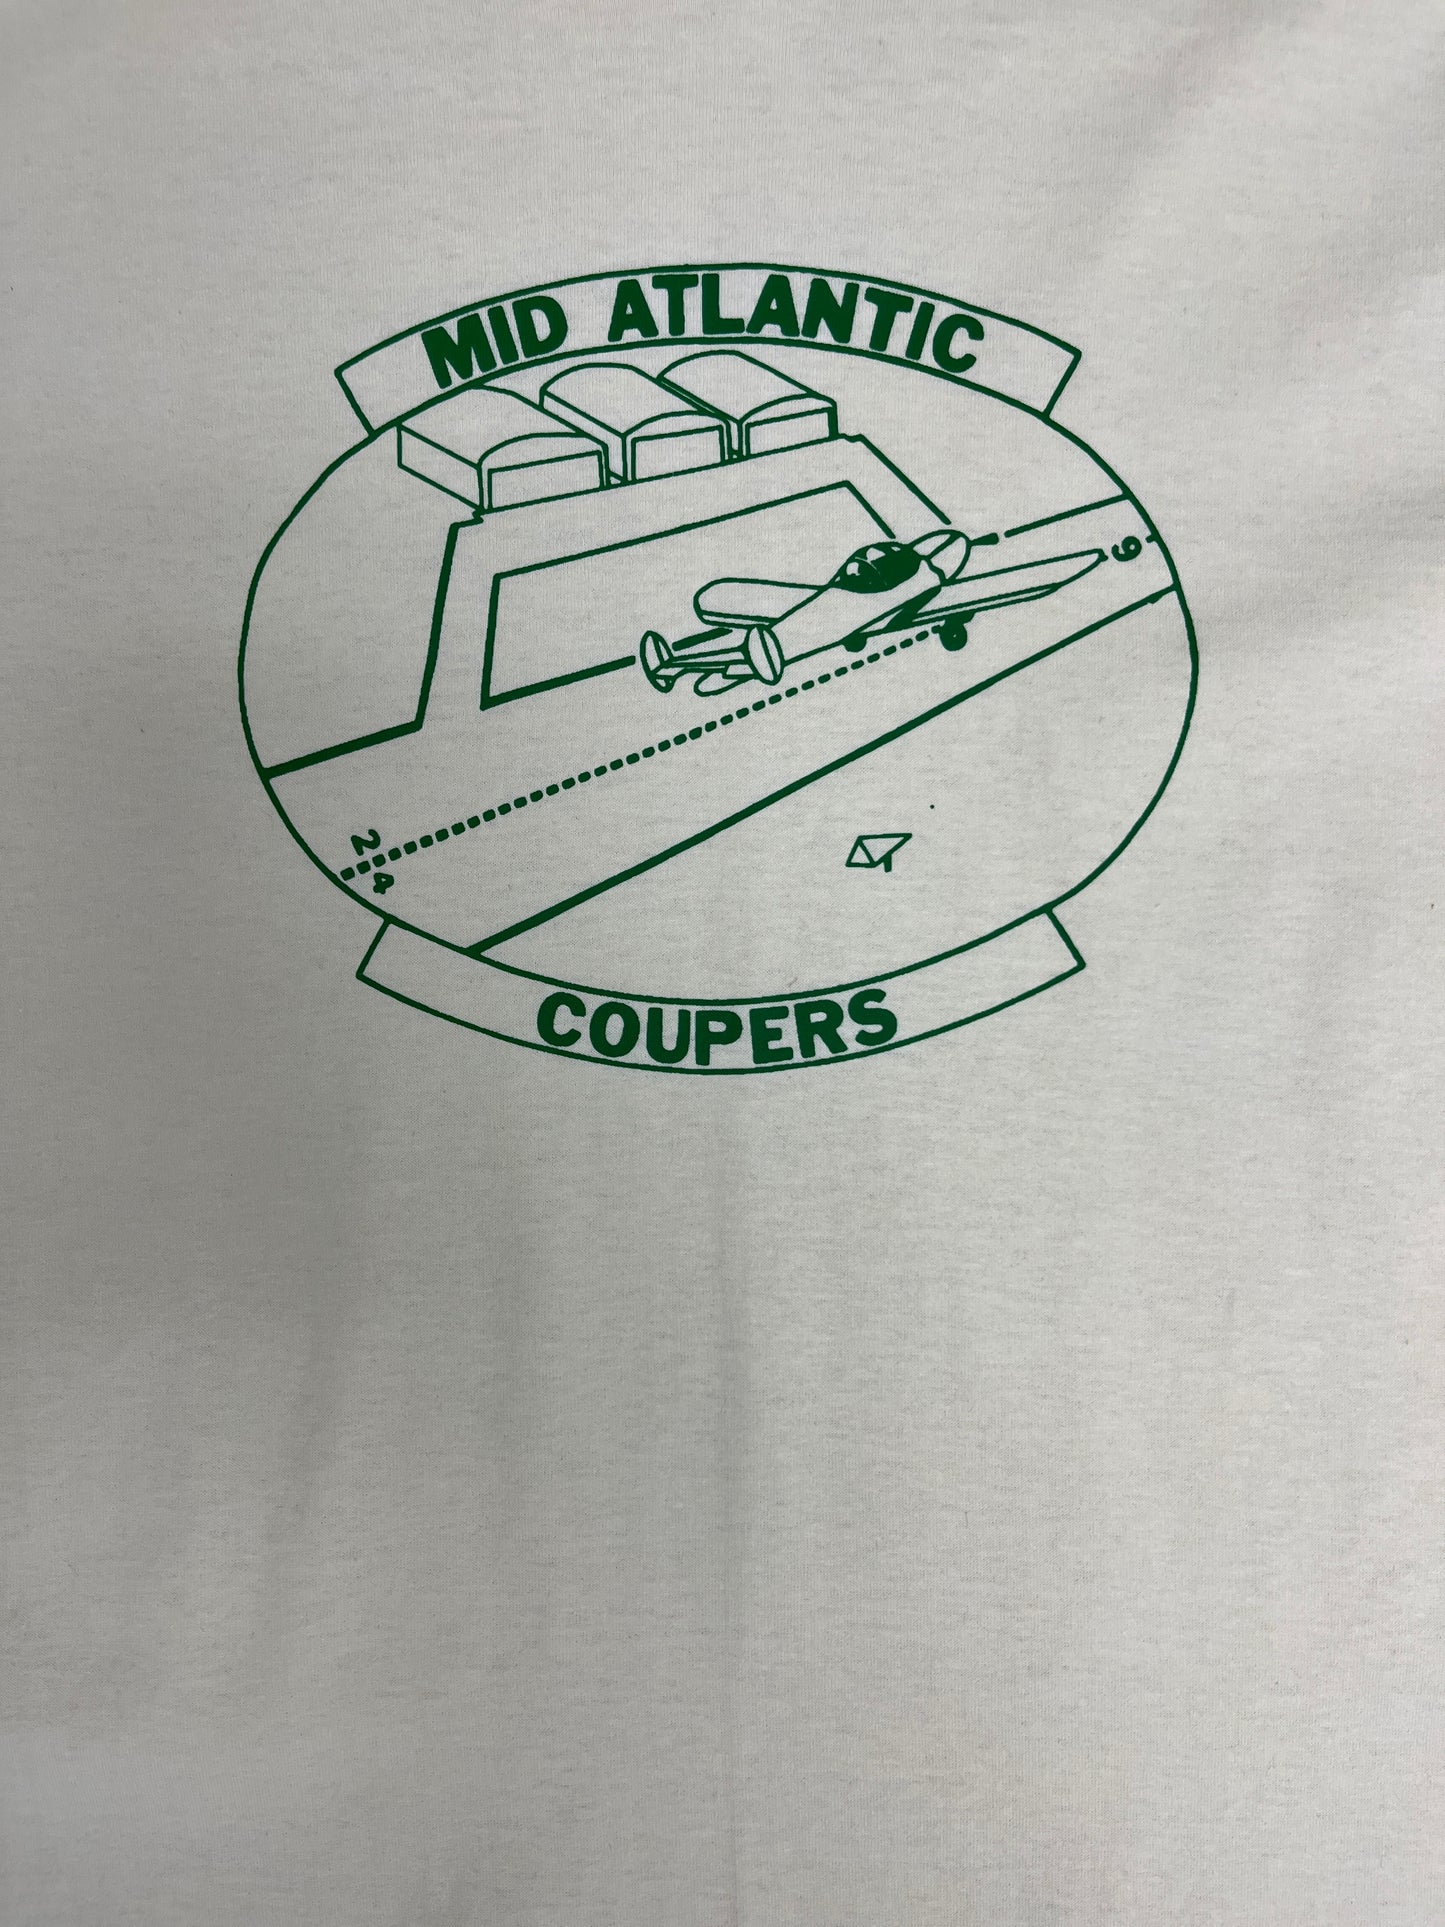 MID ATLANTIC
6
24
COUPERS